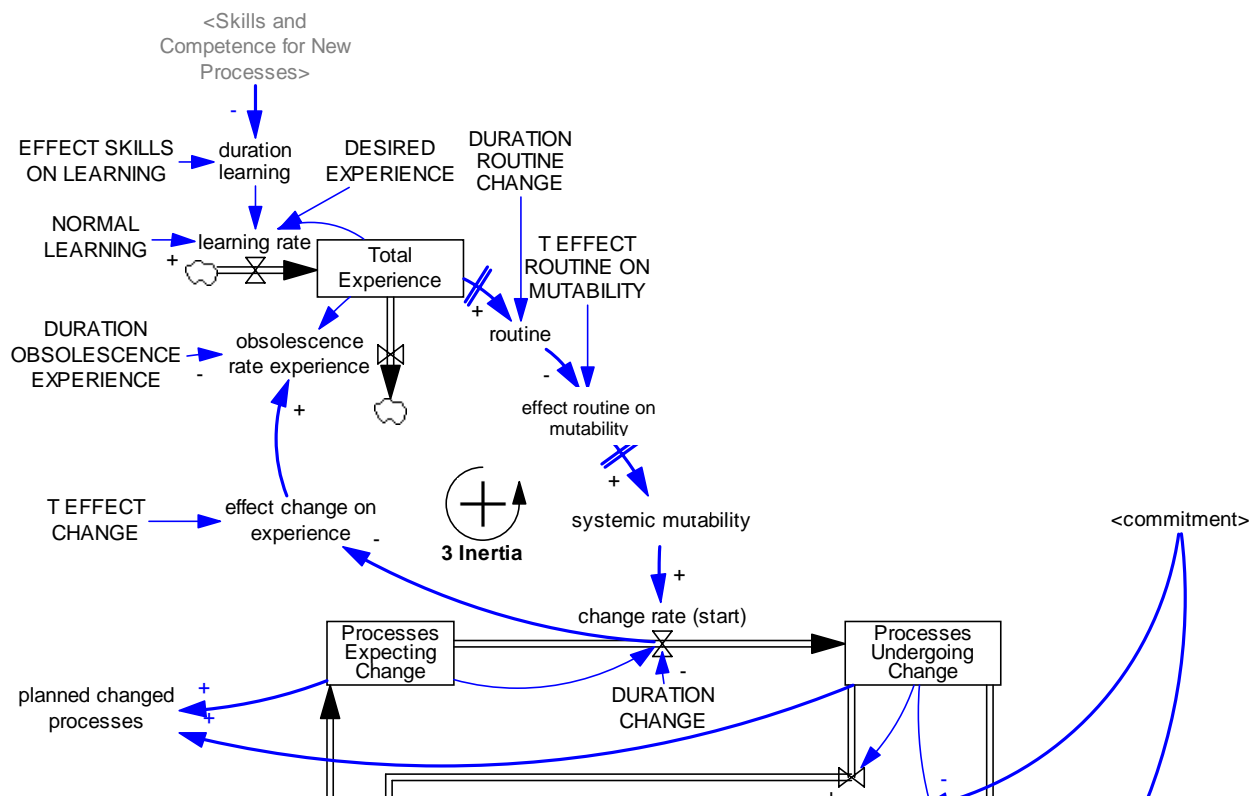 <Skills and
Competence for New
Processes>
-
EFFECT SKILLS
ON LEARNING
duration
learning
DESIRED
EXPERIENCE
DURATION
ROUTINE
CHANGE
NORMAL
LEARNING
learning rate
+
Total
Experience
T EFFECT
ROUTINE ON
MUTABILITY
+
routine
DURATION
OBSOLESCENCE
EXPERIENCE
-
obsolescence
rate experience
-
+
effect routine on
mutability
+
T EFFECT
CHANGE
effect change on
experience
-
3 Inertia
systemic mutability
<commitment>
+
change rate (start)
Processes
Expecting
Change
Processes
Undergoing
Change
-
DURATION
CHANGE
planned changed
processes
+
+
-